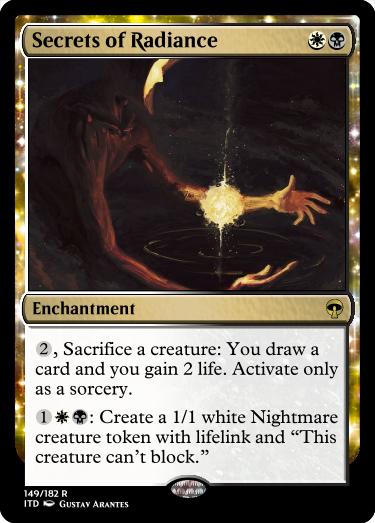 Secrets of Radiance
Enchantment
2, Sacrifice a creature: You draw a
card and you gain 2 life. Activate only
as a sorcery.
1: Create a 1/1 white Nightmare
creature token with lifelink and “This
creature can’t block.”
149/182 R
ITD Gustav Arantes